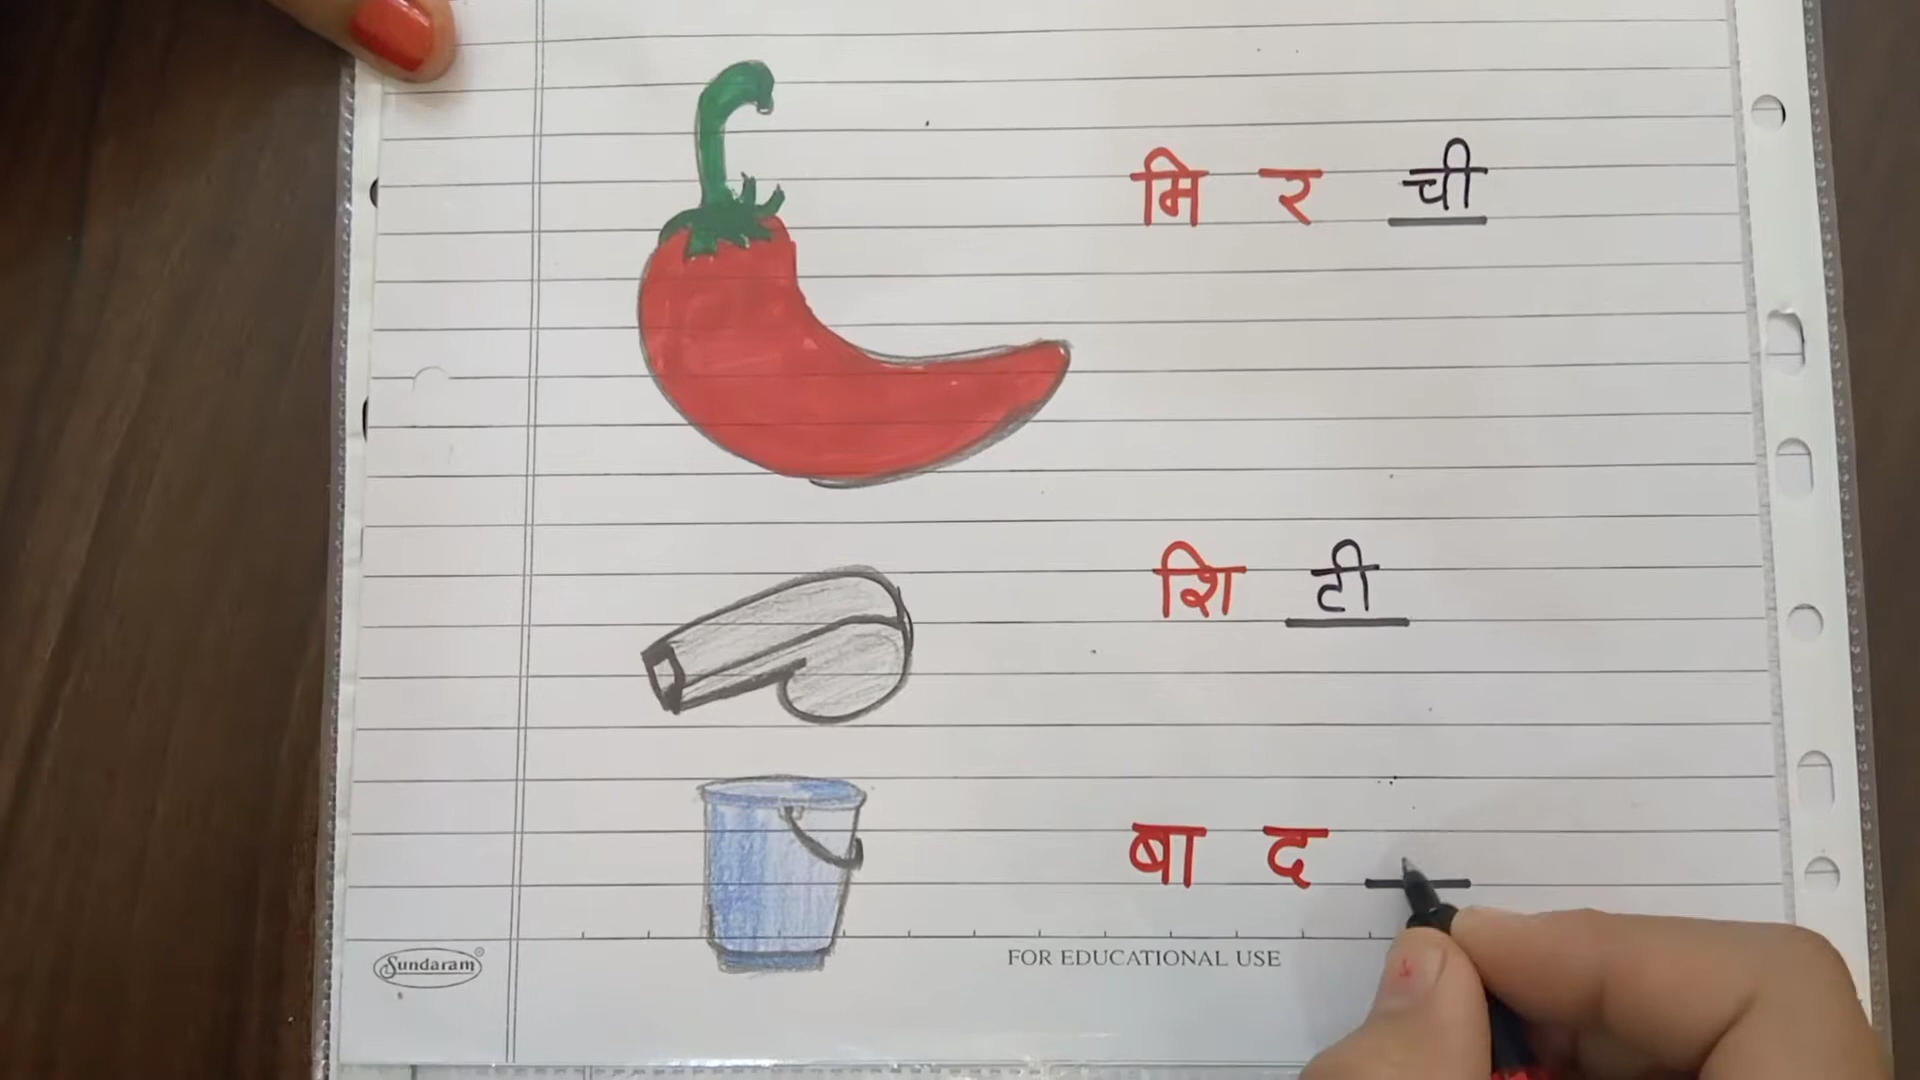 मि र ची
शि टी
बा द
Sundaram
FOR EDUCATIONAL USE